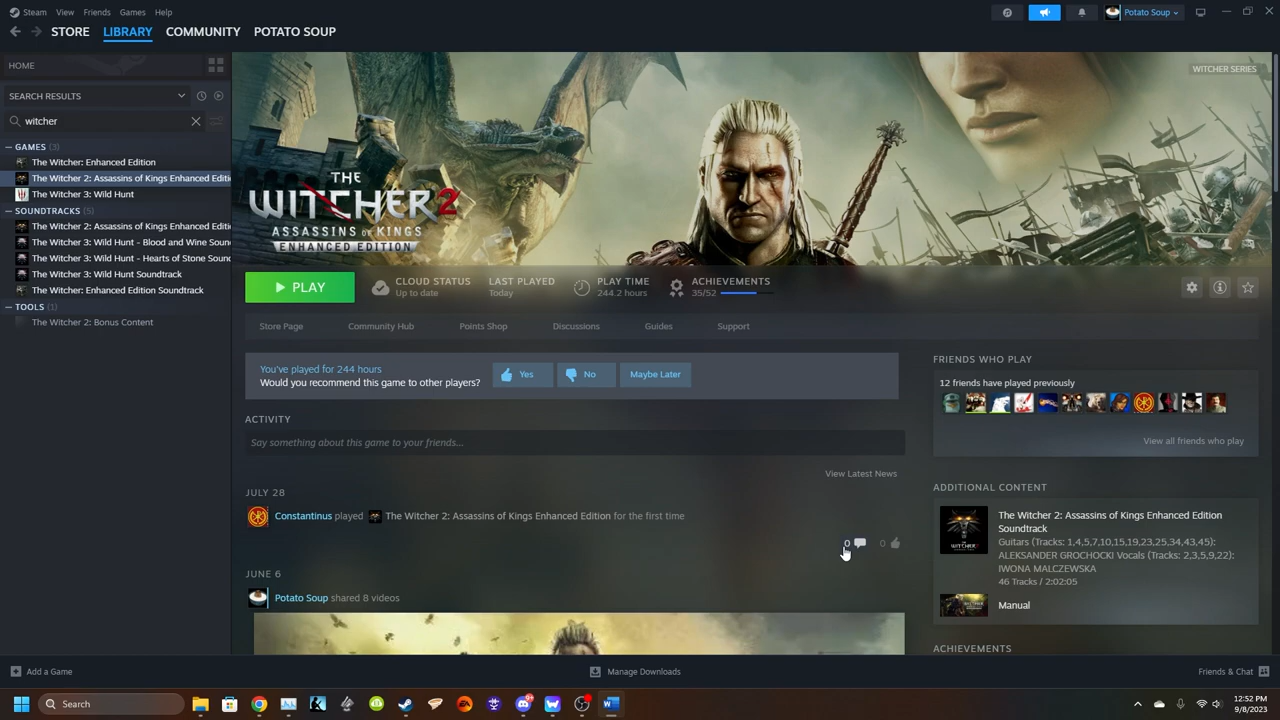 Steam View Friends Games Help
Potato Soup
STORE LIBRARY COMMUNITY POTATO SOUP
HOME
SEARCH RESULTS
witcher
GAMES (3)
The Witcher: Enhanced Edition
The Witcher 2: Assassins of Kings Enhanced Editi
The Witcher 3: Wild Hunt
SOUNDTRACKS (5)
The Witcher 2: Assassins of Kings Enhanced Edi
The Witcher 3: Wild Hunt - Blood and Wine Soun
The Witcher 3: Wild Hunt - Hearts of Stone Soun
The Witcher 3: Wild Hunt Soundtrack
The Witcher: Enhanced Edition Soundtrack
TOOLS (1)
The Witcher 2: Bonus Content
WITCHER SERIES
THE
WITCHER 2
ASSASSINS OF KINGS
ENHANCED EDITION
PLAY
CLOUD STATUS
Up to date
LAST PLAYED
Today
PLAY TIME
244.2 hours
ACHIEVEMENTS
35/52
Store Page Community Hub Points Shop Discussions Guides Support
You've played for 244 hours
Would you recommend this game to other players?
Yes No Maybe Later
ACTIVITY
Say something about this game to your friends...
View Latest News
JULY 28
Constantinus played The Witcher 2: Assassins of Kings Enhanced Edition for the first time
0 0
JUNE 6
Potato Soup shared 8 videos
FRIENDS WHO PLAY
12 friends have played previously
View all friends who play
ADDITIONAL CONTENT
The Witcher 2: Assassins of Kings Enhanced Edition
Soundtrack
Guitars (Tracks: 1,4,5,7,10,15,19,23,25,34,43,45):
ALEKSANDER GROCHOCKI Vocals (Tracks: 2,3,5,9,22):
IWONA MALCZEWSKA
46 Tracks / 2:02:05
Manual
ACHIEVEMENTS
Add a Game
Manage Downloads
Friends & Chat
Search
12:52 PM
9/8/2023